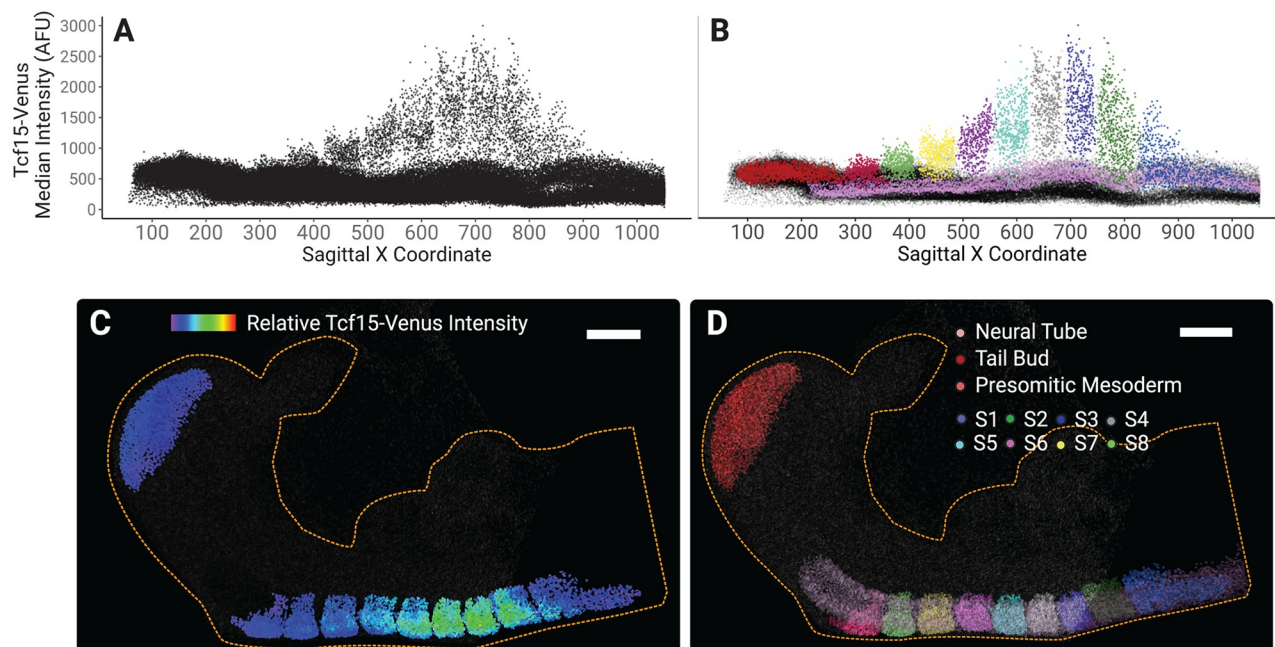 A
Tcf15-Venus
Median Intensity (AFU)
3000
2500
2000
1500
1000
500
0
100 200 300 400 500 600 700 800 900 1000
Sagittal X Coordinate
B
100 200 300 400 500 600 700 800 900 1000
Sagittal X Coordinate
C
Relative Tcf15-Venus Intensity
D
Neural Tube
Tail Bud
Presomitic Mesoderm
S1 S2 S3 S4
S5 S6 S7 S8